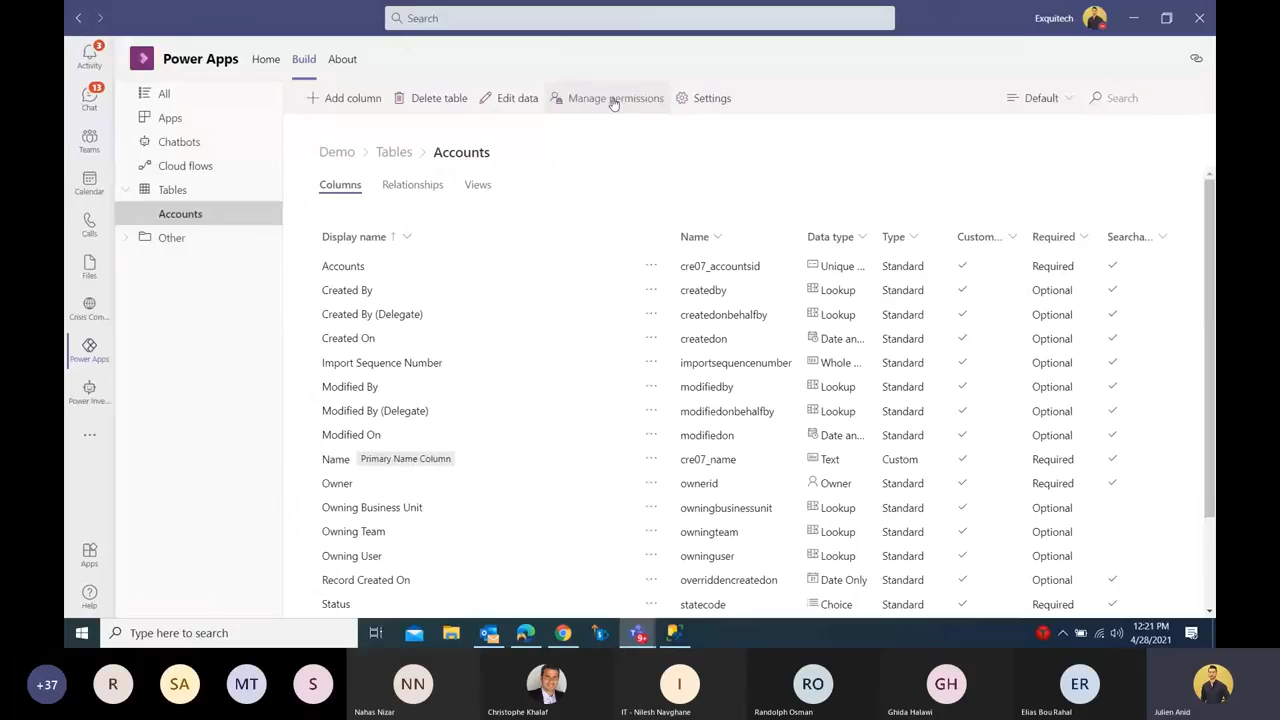 Search
Exquitech
Power Apps
Home
Build
About
3
Activity
13
Chat
Teams
Calendar
Calls
Files
Crisis Com...
Power Apps
Power Inve...
Apps
Help
All
Apps
Chatbots
Cloud flows
Tables
Accounts
Other
Add column
Delete table
Edit data
Manage permissions
Settings
Default
Search
Demo > Tables > Accounts
Columns Relationships Views
Display name ↑ Name Data type Type Custom... Required Searcha...
Accounts ... cre07_accountsid Unique ... Standard Required
Created By ... createdby Lookup Standard Optional
Created By (Delegate) ... createdonbehalfby Lookup Standard Optional
Created On ... createdon Date an... Standard Optional
Import Sequence Number ... importsequencenumber Whole ... Standard Optional
Modified By ... modifiedby Lookup Standard Optional
Modified By (Delegate) ... modifiedonbehalfby Lookup Standard Optional
Modified On ... modifiedon Date an... Standard Optional
Name Primary Name Column ... cre07_name Text Custom Required
Owner ... ownerid Owner Standard Required
Owning Business Unit ... owningbusinessunit Lookup Standard Optional
Owning Team ... owningteam Lookup Standard Optional
Owning User ... owninguser Lookup Standard Optional
Record Created On ... overriddencreatedon Date Only Standard Optional
Status ... statecode Choice Standard Required
Type here to search
9+
12:21 PM
4/28/2021
+37
R
SA
MT
S
NN
I
RO
GH
ER
Nahas Nizar
Christophe Khalaf
IT - Nilesh Navghane
Randolph Osman
Ghida Halawi
Elias Bou Rahal
Julien Anid